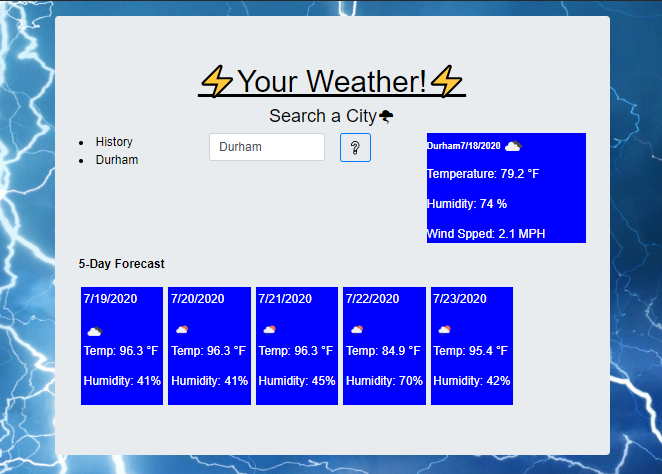 ⚡Your Weather!⚡
Search a City🌪
History
Durham
Durham
?
Durham7/18/2020
Temperature: 79.2 °F
Humidity: 74 %
Wind Spped: 2.1 MPH
5-Day Forecast
7/19/2020
Temp: 96.3 °F
Humidity: 41%
7/20/2020
Temp: 96.3 °F
Humidity: 41%
7/21/2020
Temp: 96.3 °F
Humidity: 45%
7/22/2020
Temp: 84.9 °F
Humidity: 70%
7/23/2020
Temp: 95.4 °F
Humidity: 42%